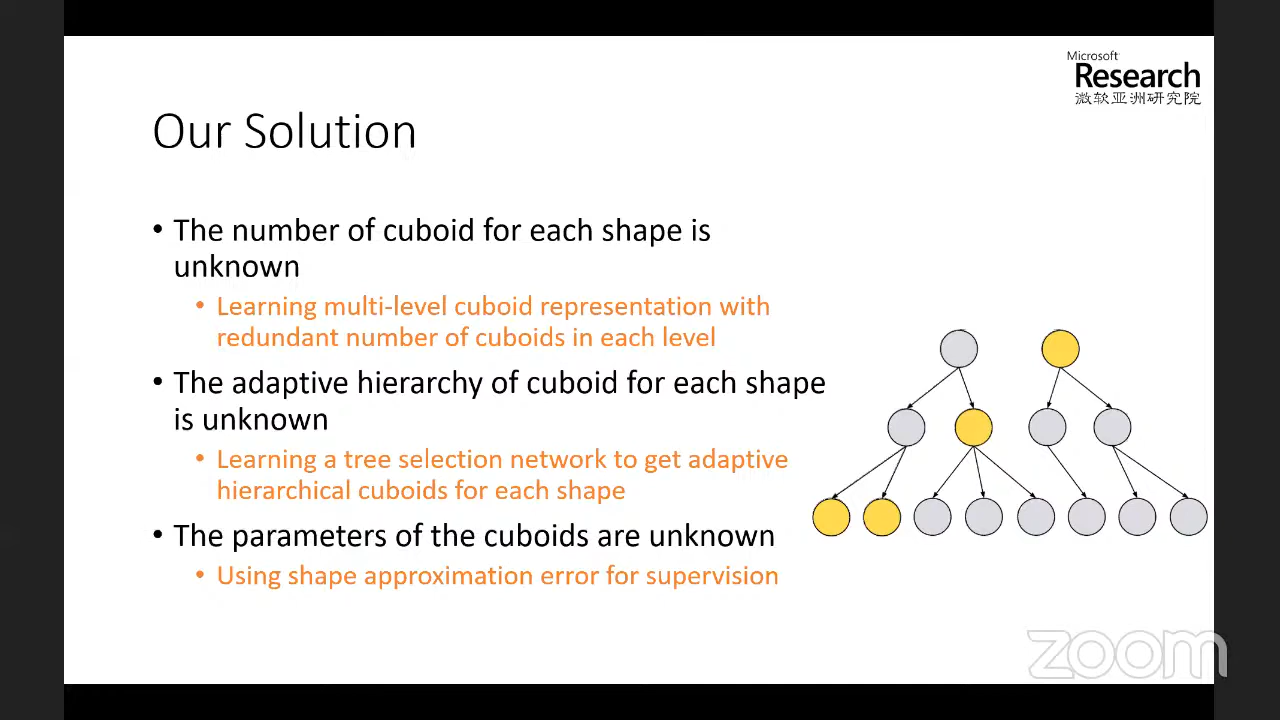 Microsoft
Research
微软亚洲研究院
Our Solution
• The number of cuboid for each shape is
unknown
• Learning multi-level cuboid representation with
redundant number of cuboids in each level
• The adaptive hierarchy of cuboid for each shape
is unknown
• Learning a tree selection network to get adaptive
hierarchical cuboids for each shape
• The parameters of the cuboids are unknown
• Using shape approximation error for supervision
zoom